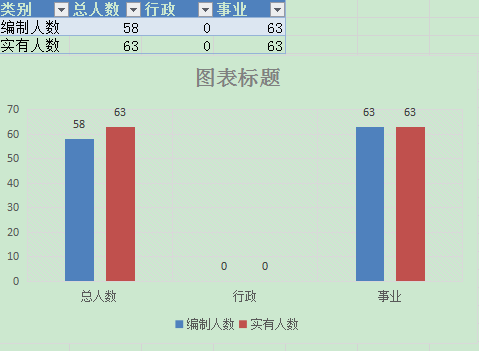 类别 总人数 行政 事业
编制人数 58 0 63
实有人数 63 0 63
图表标题
70
60
50
40
30
20
10
0
58 63 0 0 63 63
总人数 行政 事业
编制人数 实有人数